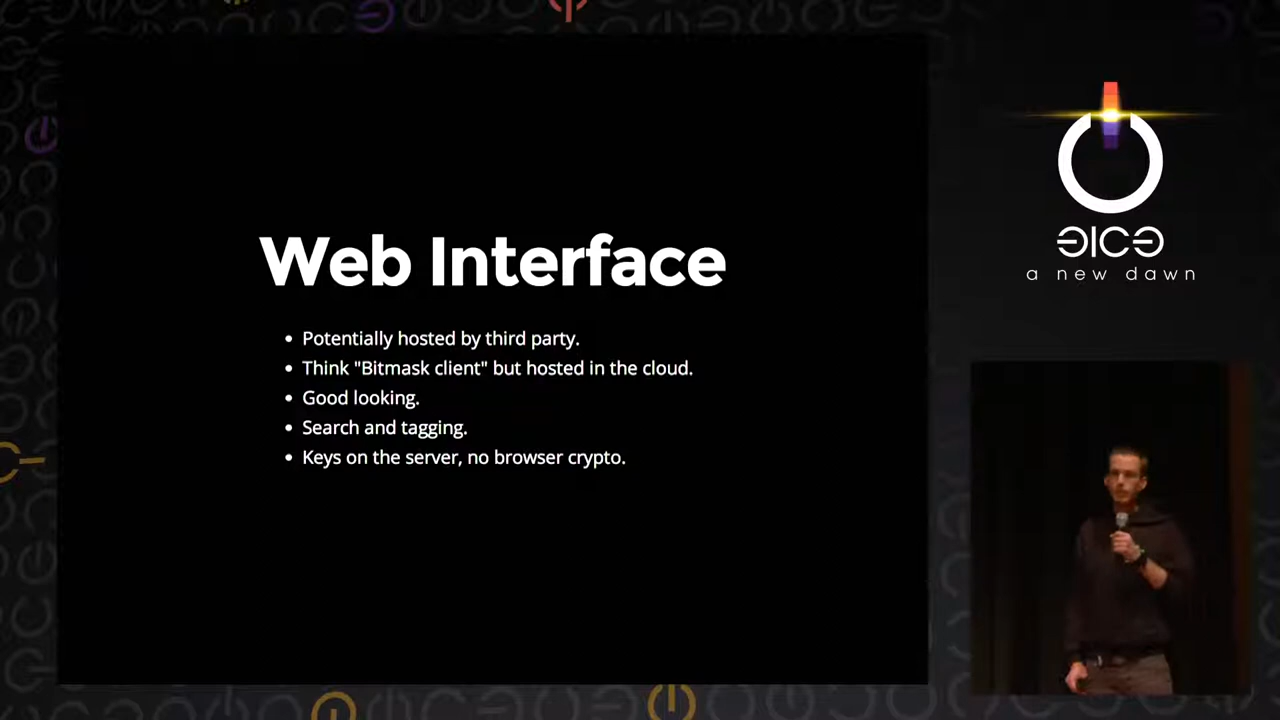 Web Interface
Potentially hosted by third party.
Think "Bitmask client" but hosted in the cloud.
Good looking.
Search and tagging.
Keys on the server, no browser crypto.
ƏICƏ
a new dawn